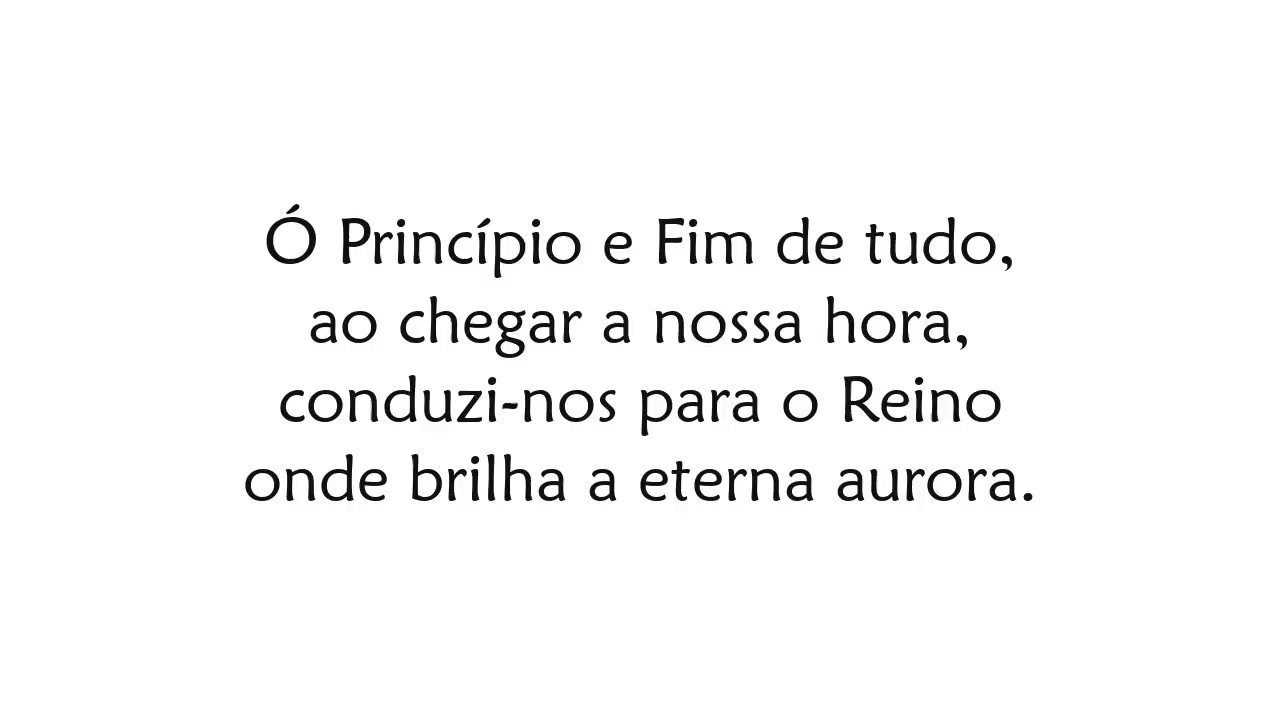 Ó Princípio e Fim de tudo,
ao chegar a nossa hora,
conduzi-nos para o Reino
onde brilha a eterna aurora.